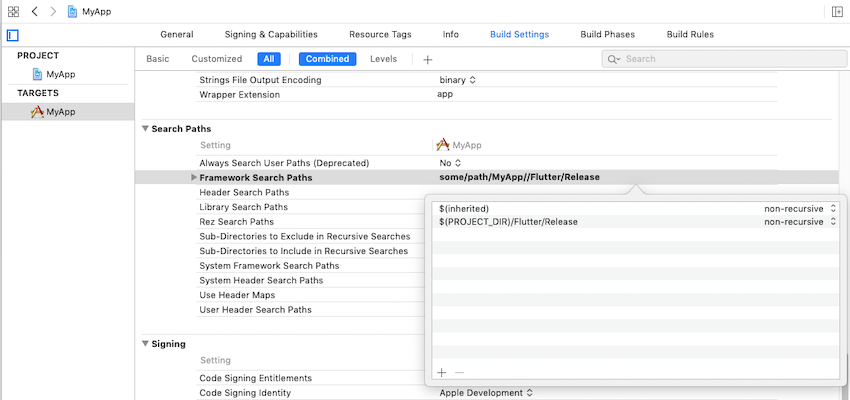 MyApp
General Signing & Capabilities Resource Tags Info Build Settings Build Phases Build Rules
PROJECT
MyApp
TARGETS
MyApp
Basic Customized All Combined Levels + Search
Strings File Output Encoding binary
Wrapper Extension app
Search Paths
Setting MyApp
Always Search User Paths (Deprecated) No
Framework Search Paths some/path/MyApp//Flutter/Release
Header Search Paths
Library Search Paths
Rez Search Paths
Sub-Directories to Exclude in Recursive Searches
Sub-Directories to Include in Recursive Searches
System Framework Search Paths
System Header Search Paths
Use Header Maps
User Header Search Paths
$(inherited) non-recursive
$(PROJECT_DIR)/Flutter/Release non-recursive
+ —
Signing
Setting
Code Signing Entitlements
Code Signing Identity Apple Development